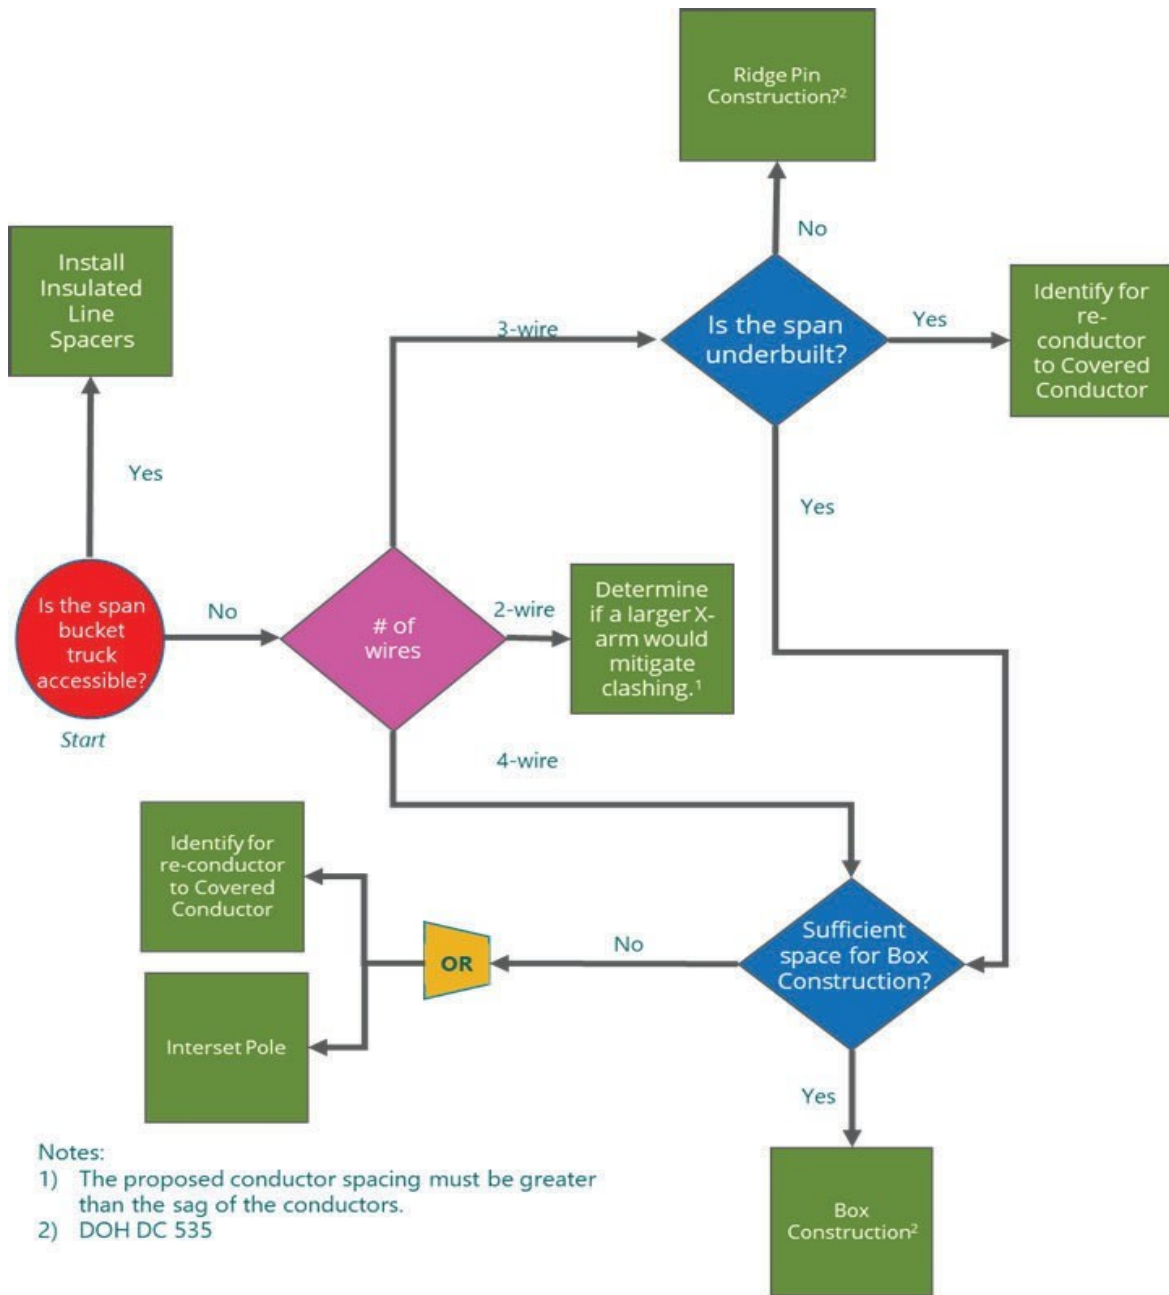 Ridge Pin
Construction?²
No
Install
Insulated
Line
Spacers
3-wire
Is the span
underbuilt?
Yes
Identify for
re-
conductor
to Covered
Conductor
Yes
Yes
Is the span
bucket
truck
accessible?
Start
No
# of
wires
2-wire
Determine
if a larger X-
arm would
mitigate
clashing.¹
4-wire
Identify for
re-conductor
to Covered
Conductor
OR
No
Sufficient
space for Box
Construction?
Interset Pole
Yes
Box
Construction²
Notes:
1) The proposed conductor spacing must be greater
than the sag of the conductors.
2) DOH DC 535